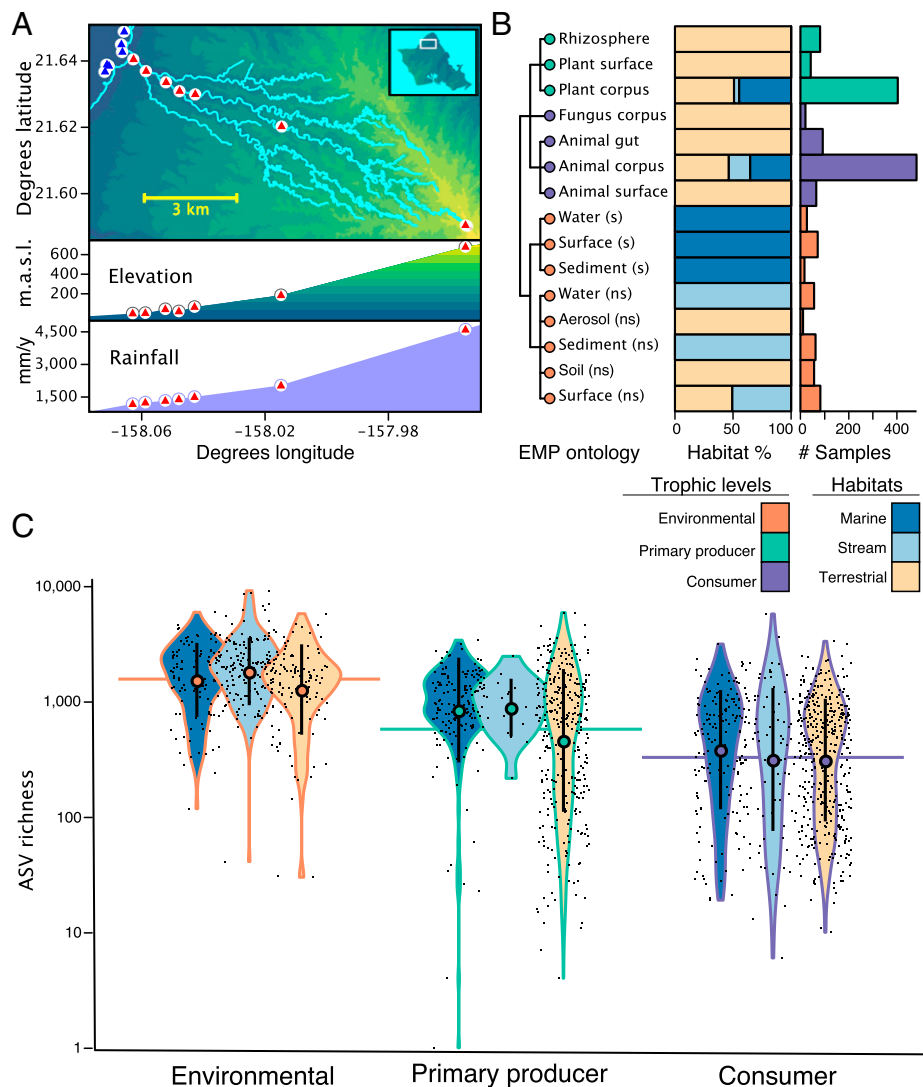 A
Degrees latitude
21.64
21.62
21.60
3 km
m.a.s.l.
600
400
200
Elevation
mm/y
4,500
3,000
1,500
Rainfall
−158.06
−158.02
−157.98
Degrees longitude
B
Rhizosphere
Plant surface
Plant corpus
Fungus corpus
Animal gut
Animal corpus
Animal surface
Water (s)
Surface (s)
Sediment (s)
Water (ns)
Aerosol (ns)
Sediment (ns)
Soil (ns)
Surface (ns)
0 50 100
0 200 400
EMP ontology
Habitat %
# Samples
Trophic levels
Environmental
Primary producer
Consumer
Habitats
Marine
Stream
Terrestrial
C
ASV richness
10,000
1,000
100
10
1
Environmental
Primary producer
Consumer